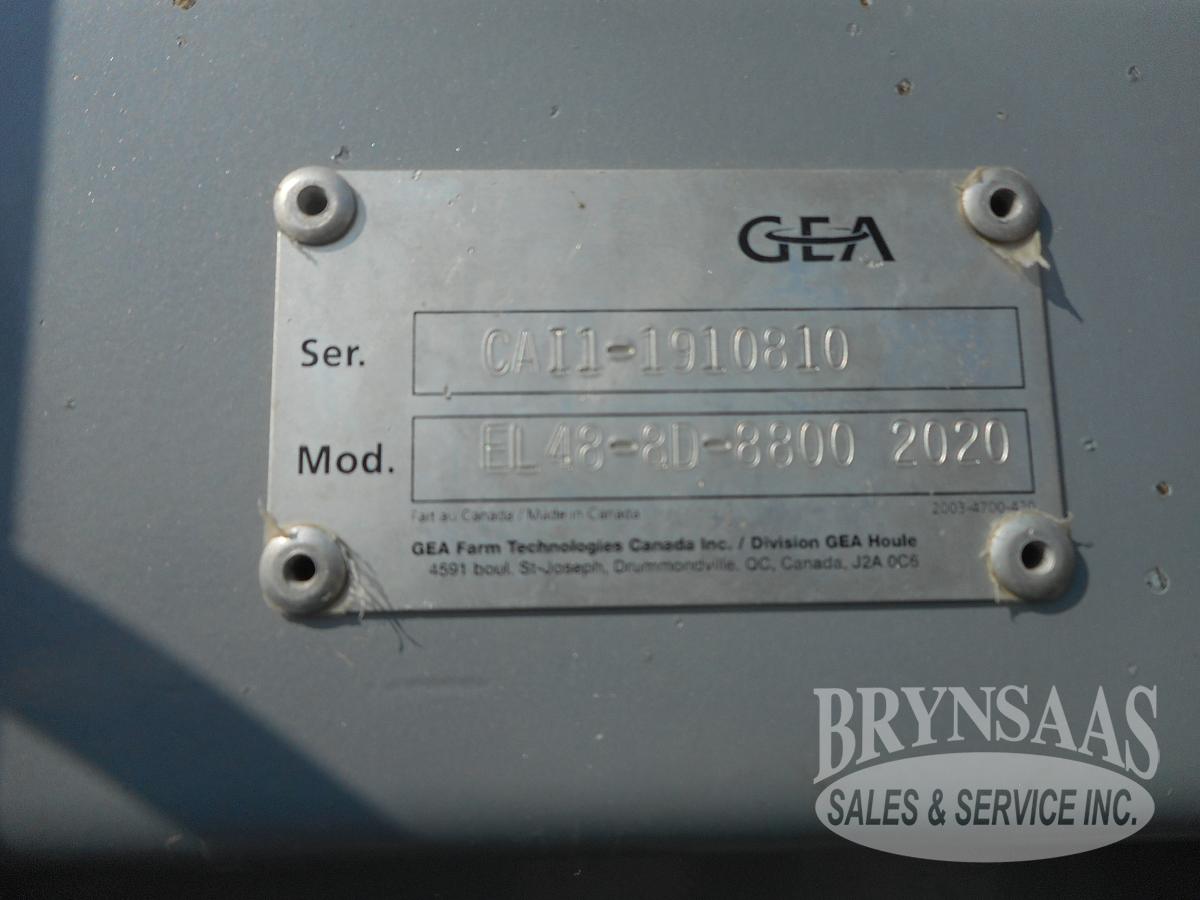 GEA
Ser. CAI1-1910810
Mod. EL48-8D-8800 2020
Fait au Canada / Made in Canada 2003-4700-420
GEA Farm Technologies Canada Inc. / Division GEA Houle
4591 boul. St-Joseph, Drummondville, QC, Canada, J2A 0C6
BRYNSAAS
SALES & SERVICE INC.